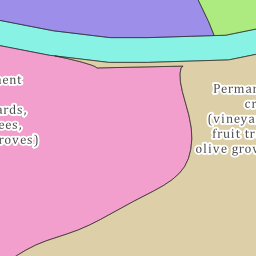 ment
ards,
ees,
roves)
Perman
cr
(vineya
fruit tr
olive grov